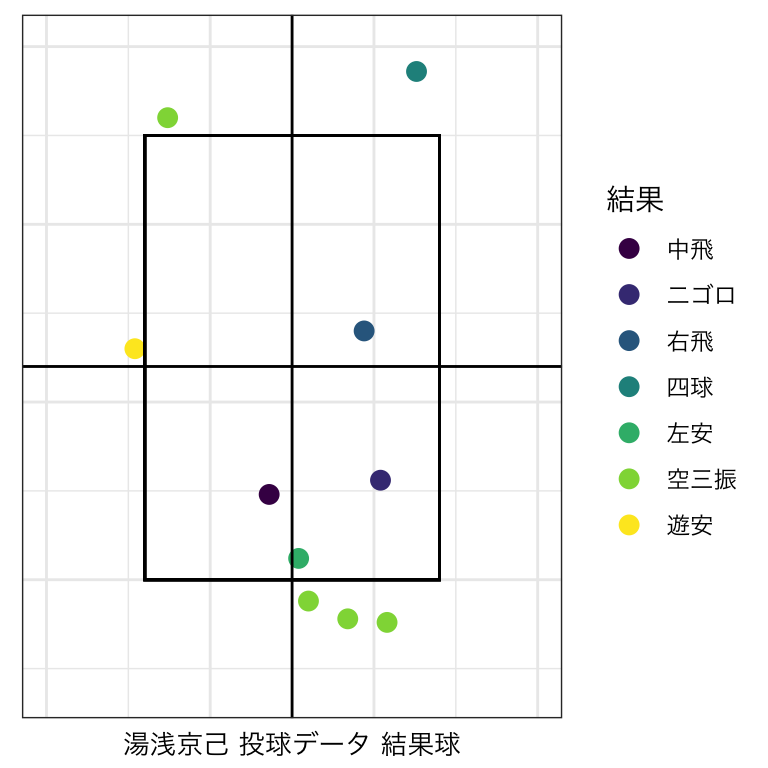 結果
中飛
ニゴロ
右飛
四球
左安
空三振
遊安
湯浅京己 投球データ 結果球